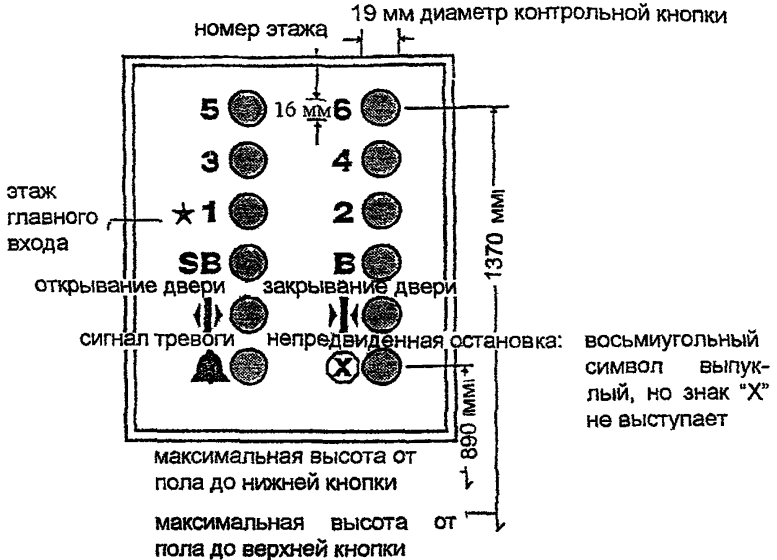 19 мм диаметр контрольной кнопки
номер этажа
5 16 мм 6
3 4
этаж
главного
входа
★ 1 2
1370 мм
SB B
открывание двери закрывание двери
сигнал тревоги непредвиденная остановка: восьмиугольный
символ выпук-
лый, но знак "X"
не выступает
X
890 мм
максимальная высота от
пола до нижней кнопки
максимальная высота от
пола до верхней кнопки